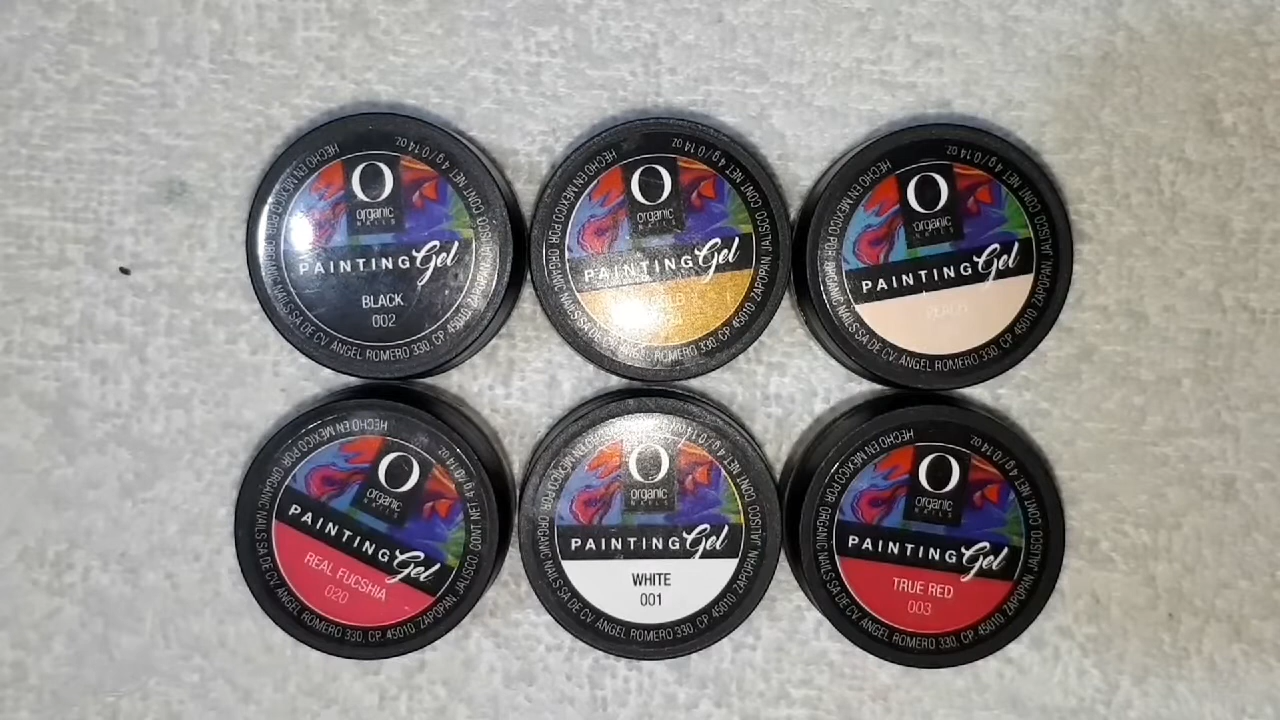 HECHO EN MÉXICO POR: ORGANIC NAILS SA DE CV. ANGEL ROMERO 330, CP. 45010, ZAPOPAN, JALISCO. CONT. NET. 4 g / 0.14 OZ.
O
organic
NAILS
PAINTING Gel
BLACK
002
HECHO EN MÉXICO POR: ORGANIC NAILS SA DE CV. ANGEL ROMERO 330, CP. 45010, ZAPOPAN, JALISCO. CONT. NET. 4 g / 0.14 OZ.
O
organic
NAILS
PAINTING Gel
GOLD
HECHO EN MÉXICO POR: ORGANIC NAILS SA DE CV. ANGEL ROMERO 330, CP. 45010, ZAPOPAN, JALISCO. CONT. NET. 4 g / 0.14 OZ.
O
organic
NAILS
PAINTING Gel
HECHO EN MÉXICO POR: ORGANIC NAILS SA DE CV. ANGEL ROMERO 330, CP. 45010, ZAPOPAN, JALISCO. CONT. NET. 4 g / 0.14 OZ.
O
organic
NAILS
PAINTING Gel
REAL FUCSHIA
020
HECHO EN MÉXICO POR: ORGANIC NAILS SA DE CV. ANGEL ROMERO 330, CP. 45010, ZAPOPAN, JALISCO. CONT. NET. 4 g / 0.14 OZ.
O
organic
NAILS
PAINTING Gel
WHITE
001
HECHO EN MÉXICO POR: ORGANIC NAILS SA DE CV. ANGEL ROMERO 330, CP. 45010, ZAPOPAN, JALISCO. CONT. NET. 4 g / 0.14 OZ.
O
organic
NAILS
PAINTING Gel
TRUE RED
003